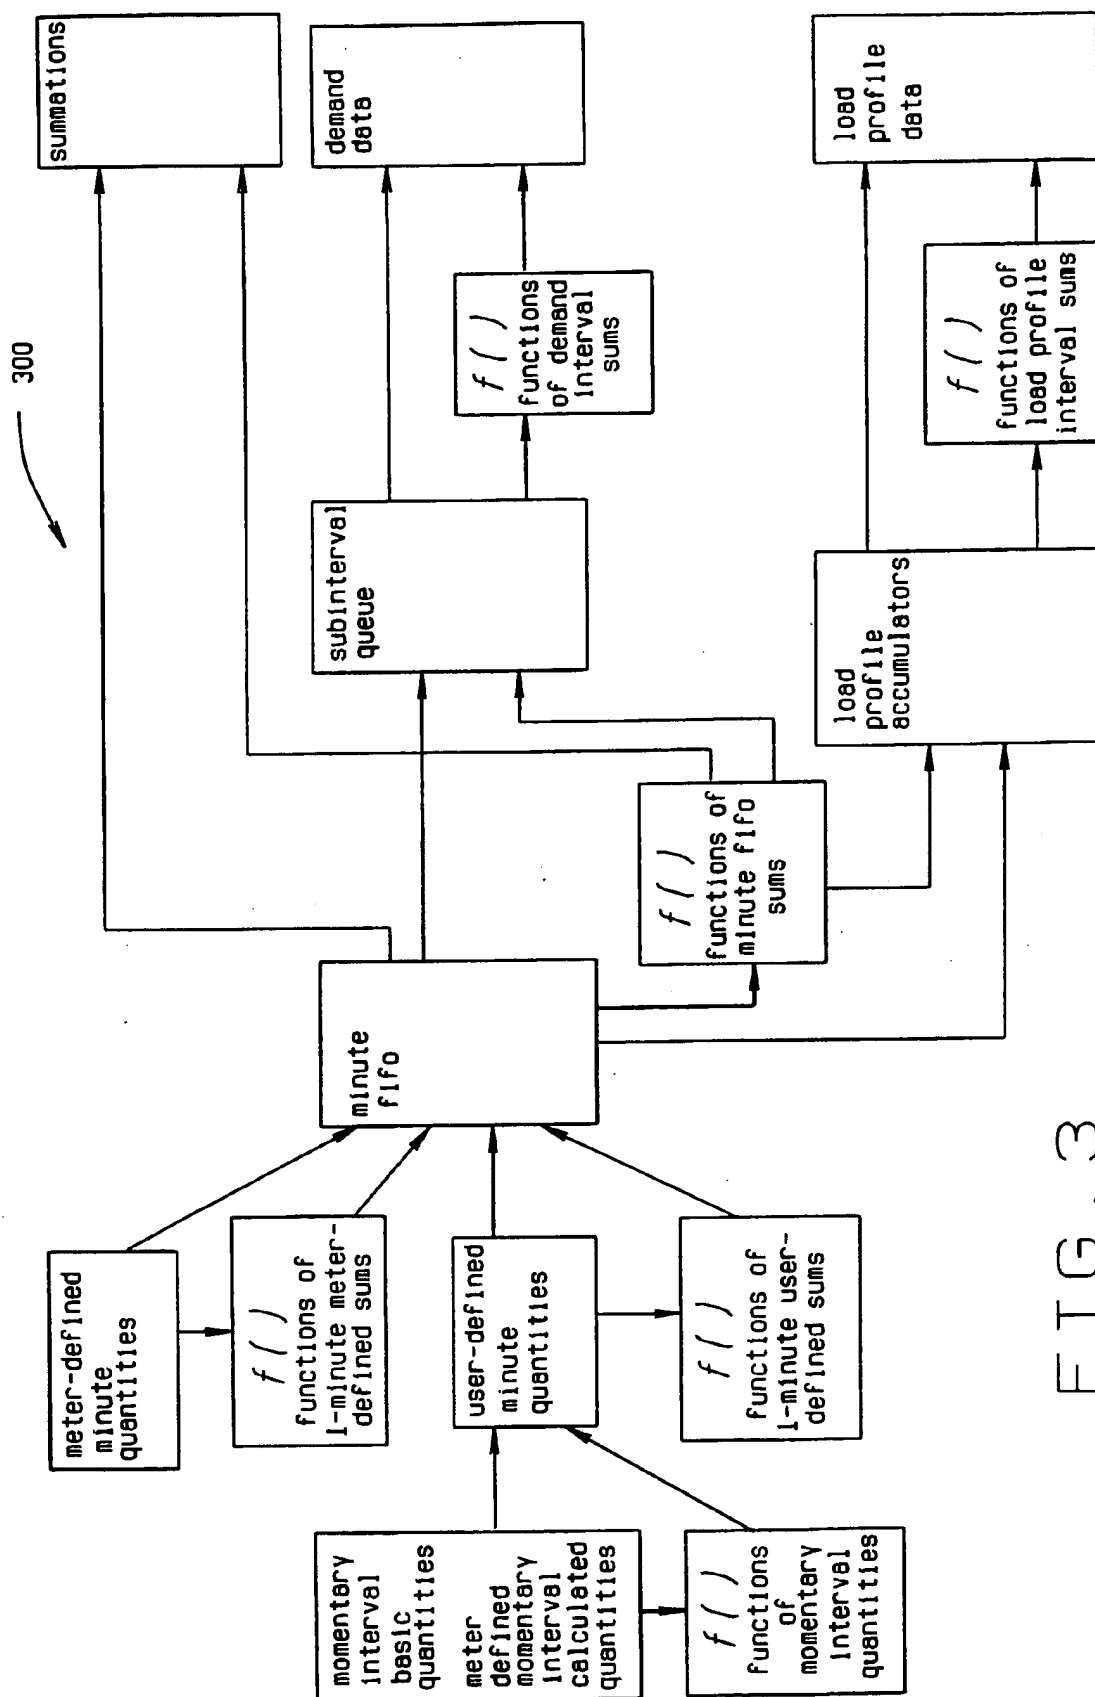 300
momentary
interval
basic
quantities
meter
defined
momentary
interval
calculated
quantities
f ( )
functions
of
momentary
interval
quantities
meter-defined
minute
quantities
f ( )
functions of
1-minute meter-
defined sums
user-defined
minute
quantities
f ( )
functions of
1-minute user-
defined sums
minute
fifo
f ( )
functions of
minute fifo
sums
subinterval
queue
f ( )
functions
of demand
interval
sums
load
profile
accumulators
f ( )
functions of
load profile
interval sums
summations
demand
data
load
profile
data
FIG. 3